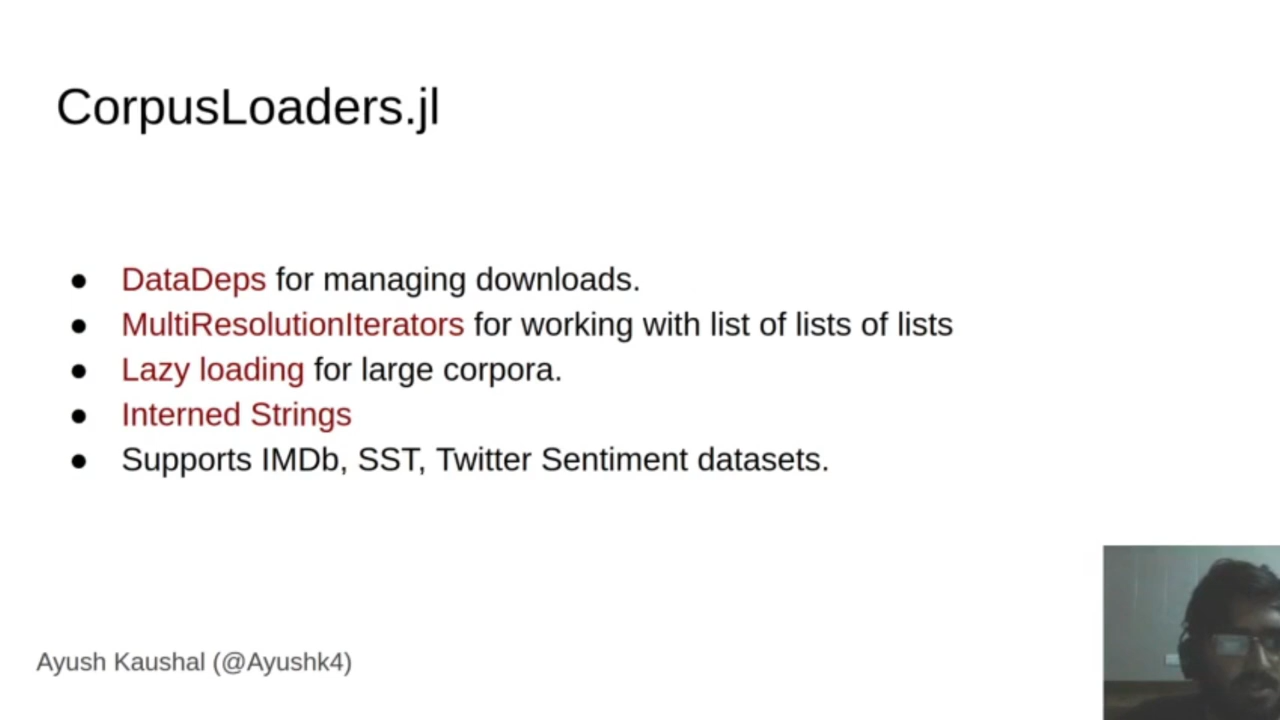 CorpusLoaders.jl
● DataDeps for managing downloads.
● MultiResolutionIterators for working with list of lists of lists
● Lazy loading for large corpora.
● Interned Strings
● Supports IMDb, SST, Twitter Sentiment datasets.
Ayush Kaushal (@Ayushk4)